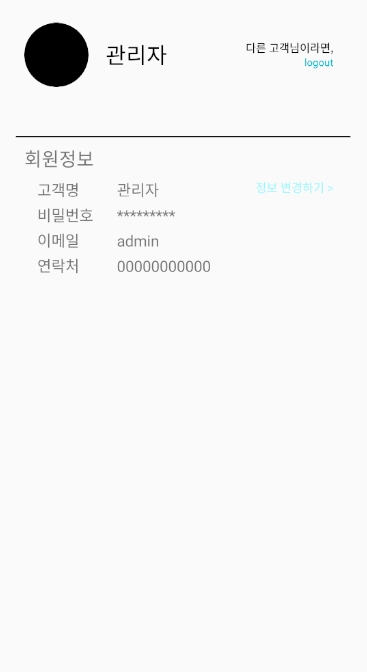 관리자
다른 고객님이라면,
logout
회원정보
고객명 관리자 정보 변경하기 >
비밀번호 *********
이메일 admin
연락처 00000000000